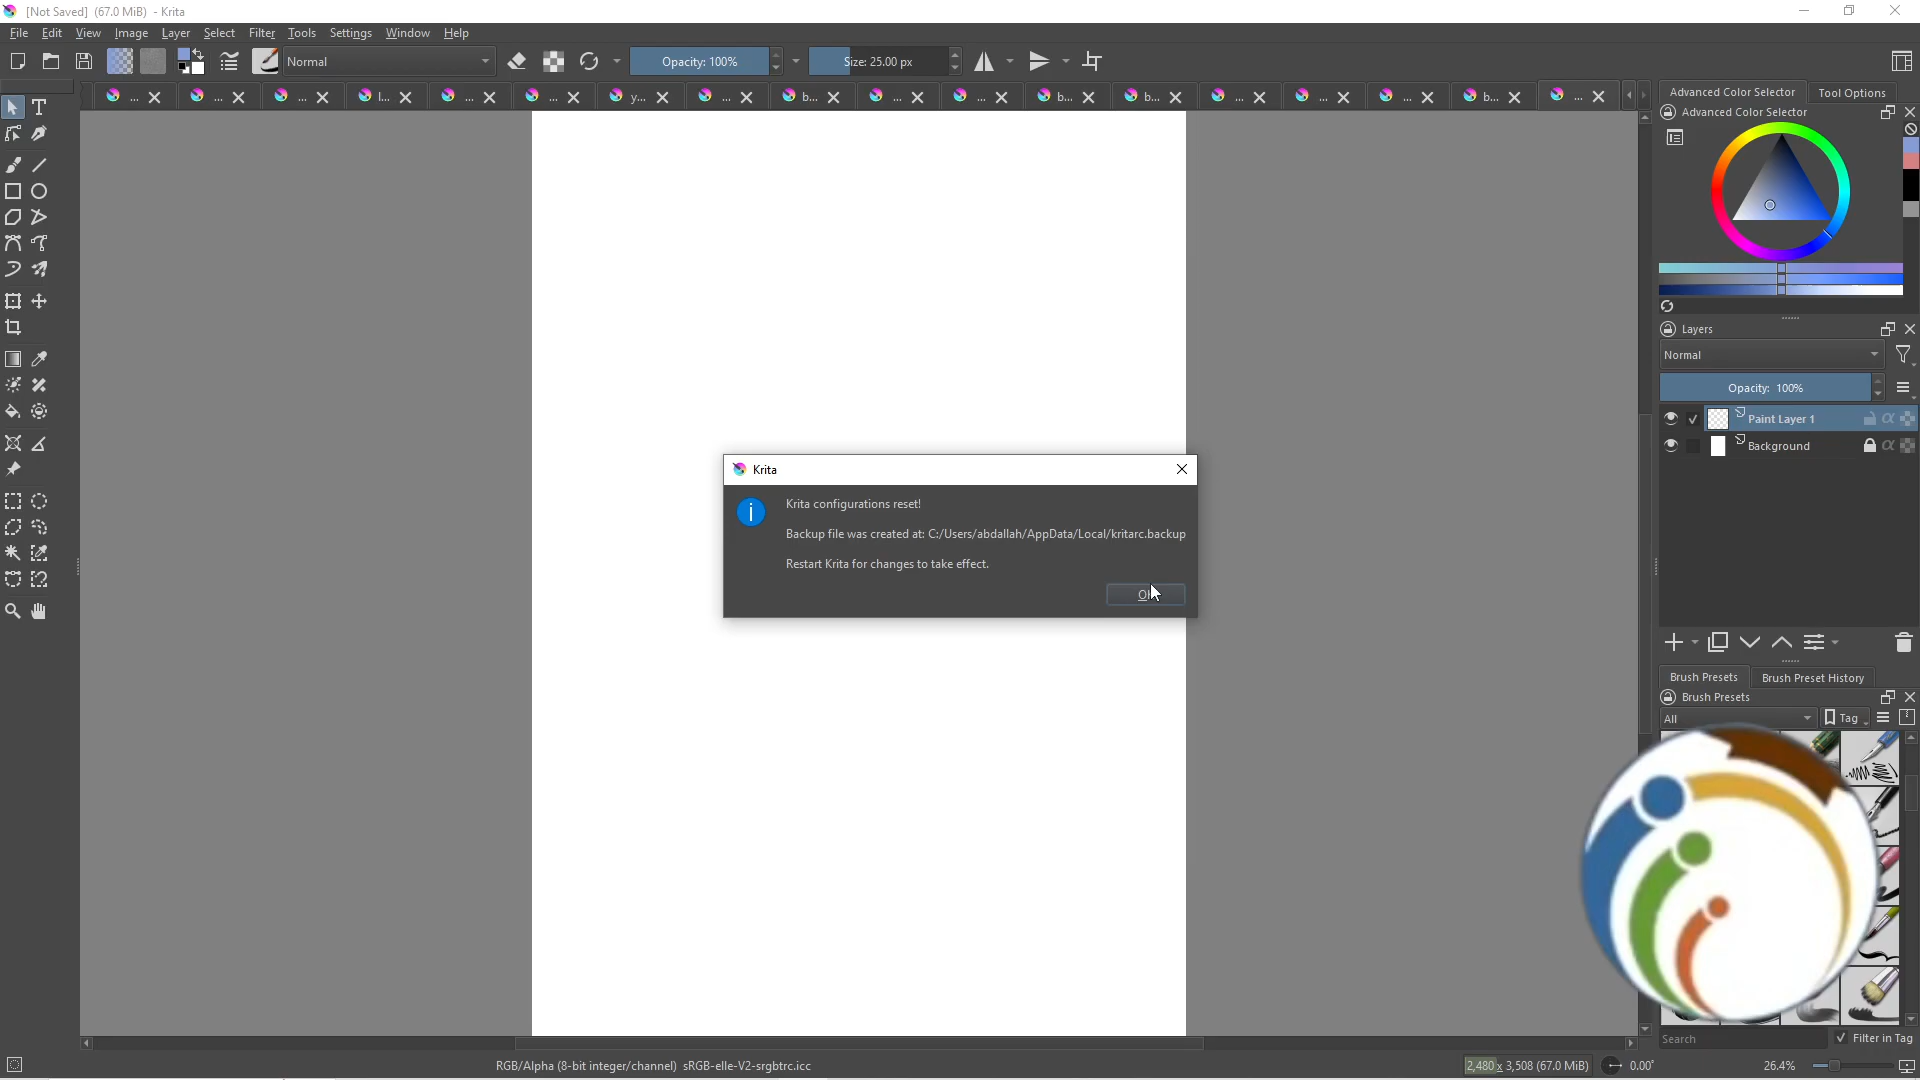 [Not Saved] (67.0 MiB) - Krita
File Edit View Image Layer Select Filter Tools Settings Window Help
Normal Opacity: 100% Size: 25.00 px
... ... ... l... ... ... y... ... b... ... ... b... b... ... ... ... b... ...
Advanced Color Selector Tool Options
Advanced Color Selector
Layers
Normal
Opacity: 100%
Paint Layer 1
Background
Krita
Krita configurations reset!
Backup file was created at: C:/Users/abdallah/AppData/Local/kritarc.backup
Restart Krita for changes to take effect.
Brush Presets Brush Preset History
Brush Presets
All Tag
Search Filter in Tag
RGB/Alpha (8-bit integer/channel) sRGB-elle-V2-srgbtrc.icc 2,480 x 3,508 (67.0 MiB) 0.00° 26.4%